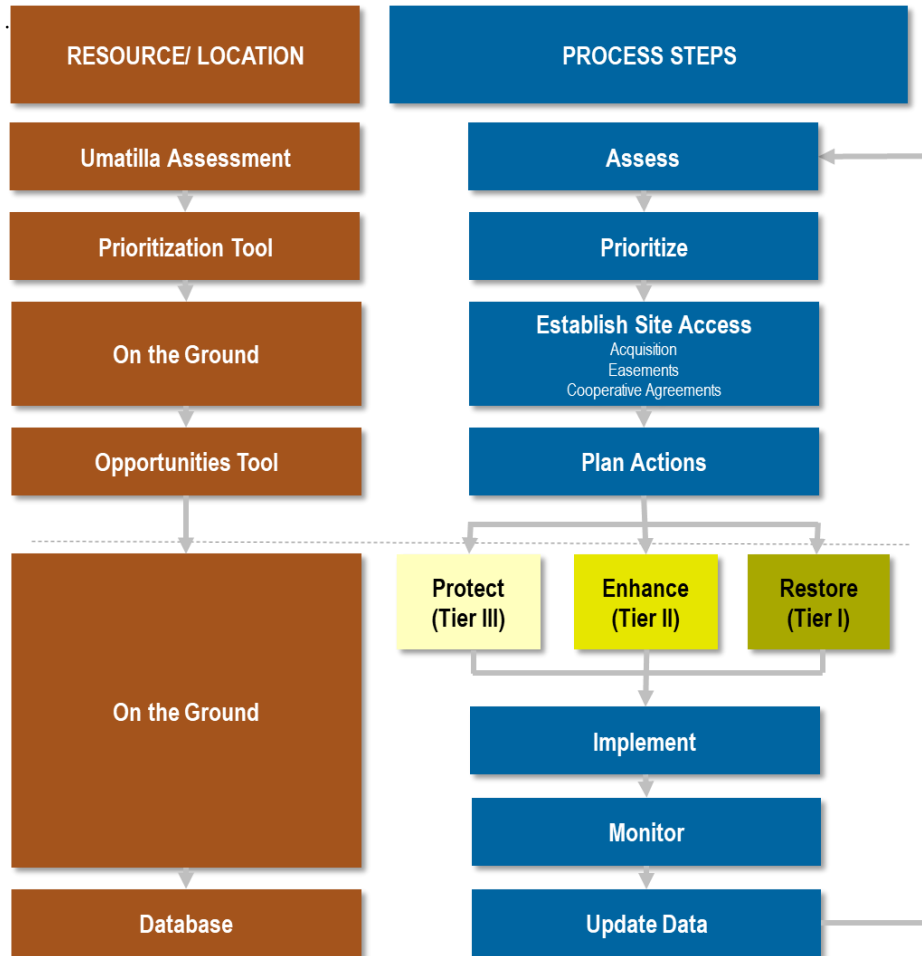 RESOURCE/ LOCATION
PROCESS STEPS
Umatilla Assessment
Assess
Prioritization Tool
Prioritize
On the Ground
Establish Site Access
Acquisition
Easements
Cooperative Agreements
Opportunities Tool
Plan Actions
Protect
(Tier III)
Enhance
(Tier II)
Restore
(Tier I)
On the Ground
Implement
Monitor
Database
Update Data